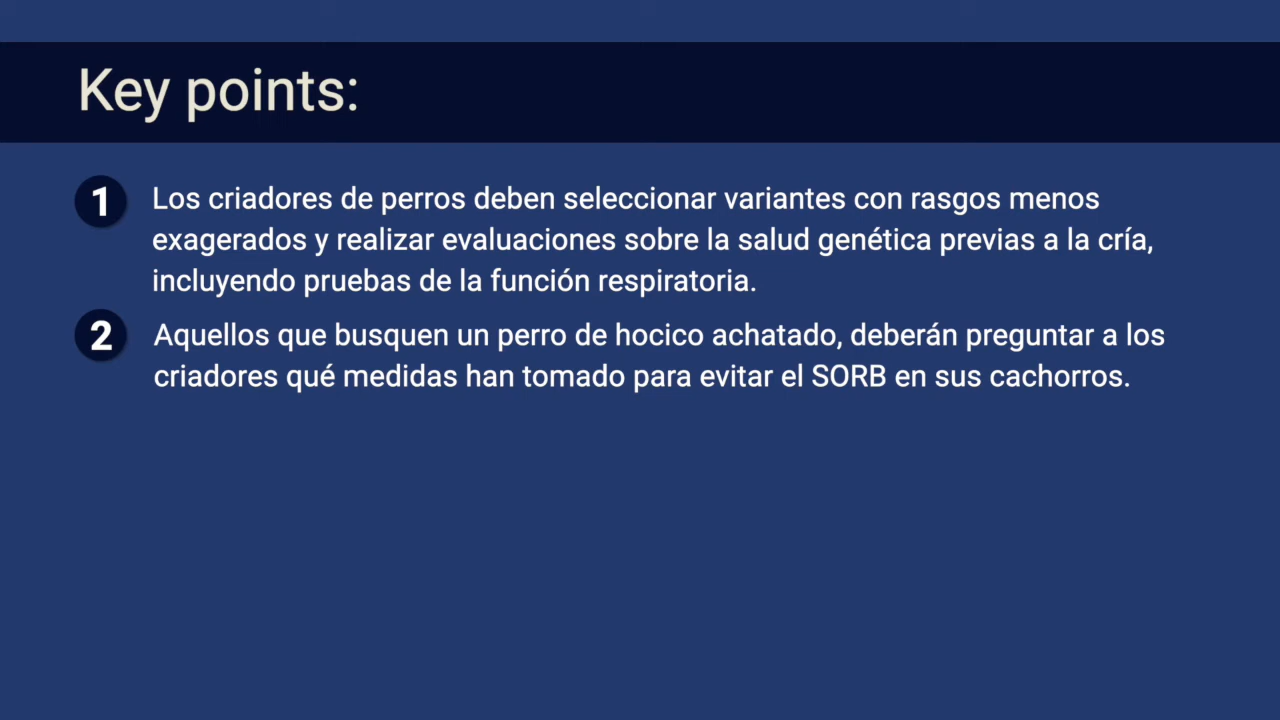 Key points:
1 Los criadores de perros deben seleccionar variantes con rasgos menos
exagerados y realizar evaluaciones sobre la salud genética previas a la cría,
incluyendo pruebas de la función respiratoria.
2 Aquellos que busquen un perro de hocico achatado, deberán preguntar a los
criadores qué medidas han tomado para evitar el SORB en sus cachorros.